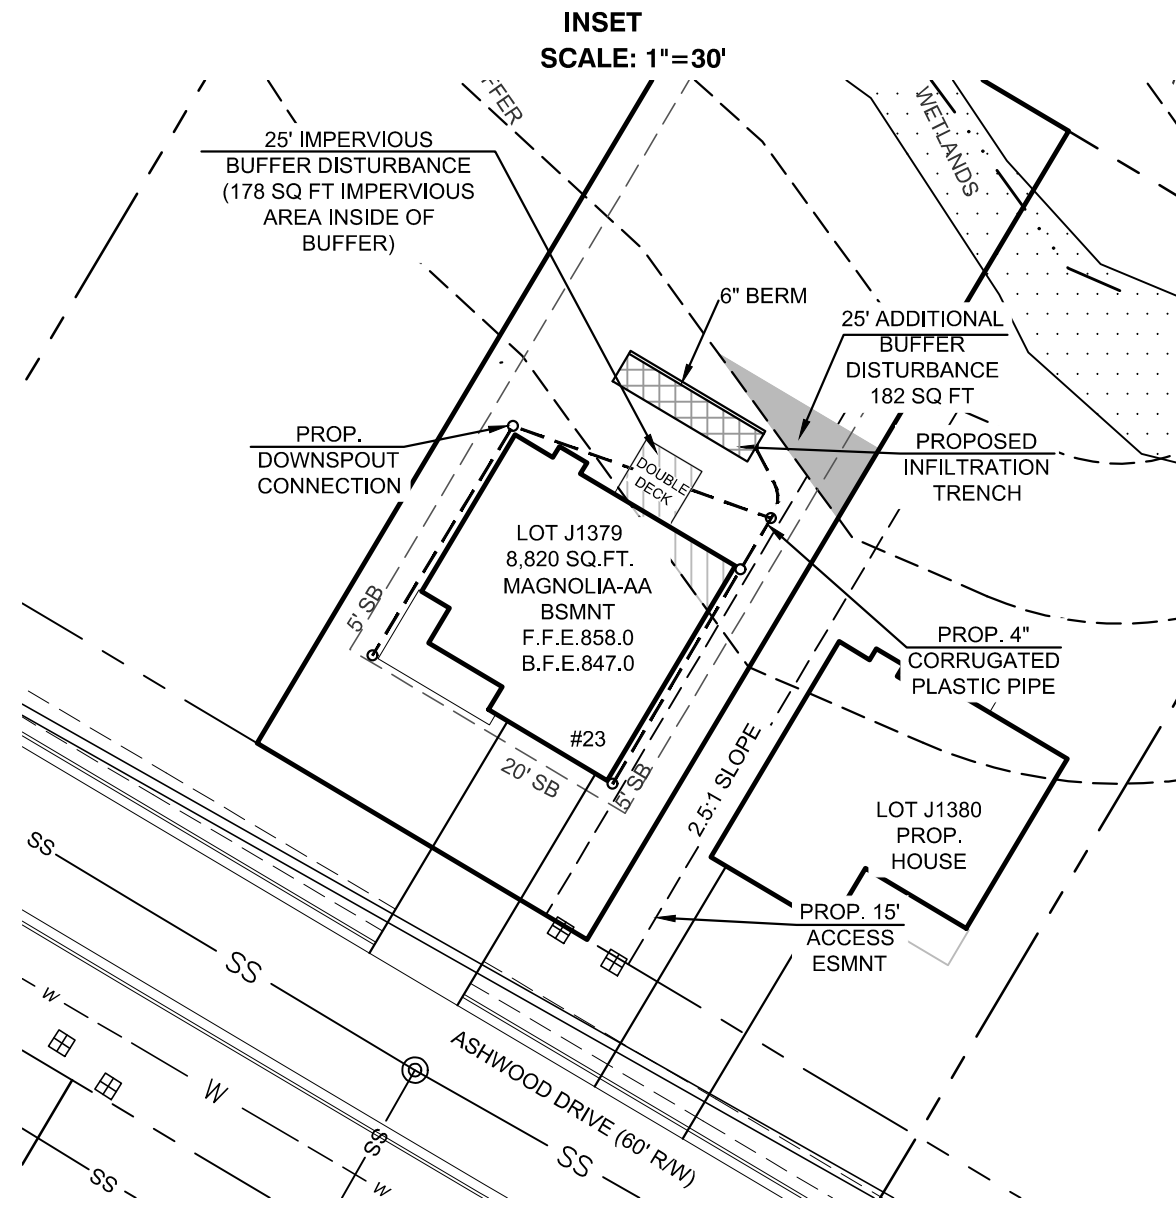 INSET
SCALE: 1"=30'
FFER
WETLANDS
25' IMPERVIOUS
BUFFER DISTURBANCE
(178 SQ FT IMPERVIOUS
AREA INSIDE OF
BUFFER)
6" BERM
25' ADDITIONAL
BUFFER
DISTURBANCE
182 SQ FT
PROP.
DOWNSPOUT
CONNECTION
PROPOSED
INFILTRATION
TRENCH
DOUBLE
DECK
LOT J1379
8,820 SQ.FT.
MAGNOLIA-AA
BSMNT
F.F.E.858.0
B.F.E.847.0
#23
5' SB
20' SB
5' SB
PROP. 4"
CORRUGATED
PLASTIC PIPE
2.5:1 SLOPE
LOT J1380
PROP.
HOUSE
PROP. 15'
ACCESS
ESMNT
SS
SS
W
W
ASHWOOD DRIVE (60' R/W)
SS
SS
SS
W